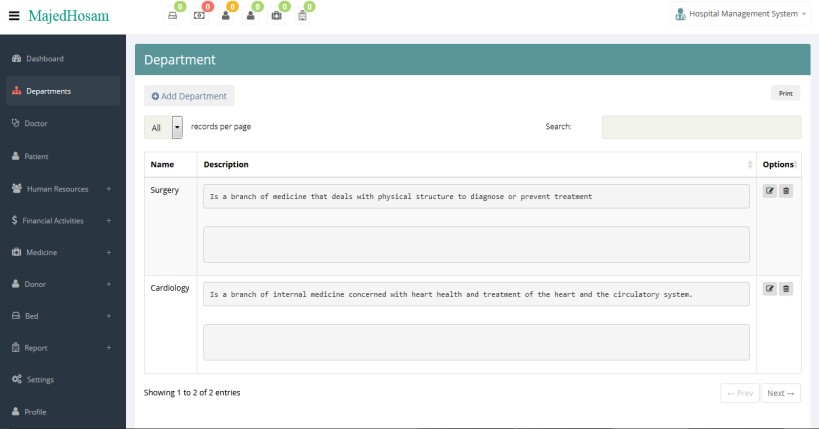 MajedHosam
0
0
0
0
0
0
Hospital Management System
Dashboard
Departments
Doctor
Patient
Human Resources +
Financial Activities +
Medicine +
Donor +
Bed +
Report +
Settings
Profile
Department
Add Department
Print
All records per page
Search:
Name Description Options
Surgery
Is a branch of medicine that deals with physical structure to diagnose or prevent treatment
Cardiology
Is a branch of internal medicine concerned with heart health and treatment of the heart and the circulatory system.
Showing 1 to 2 of 2 entries
← Prev Next →